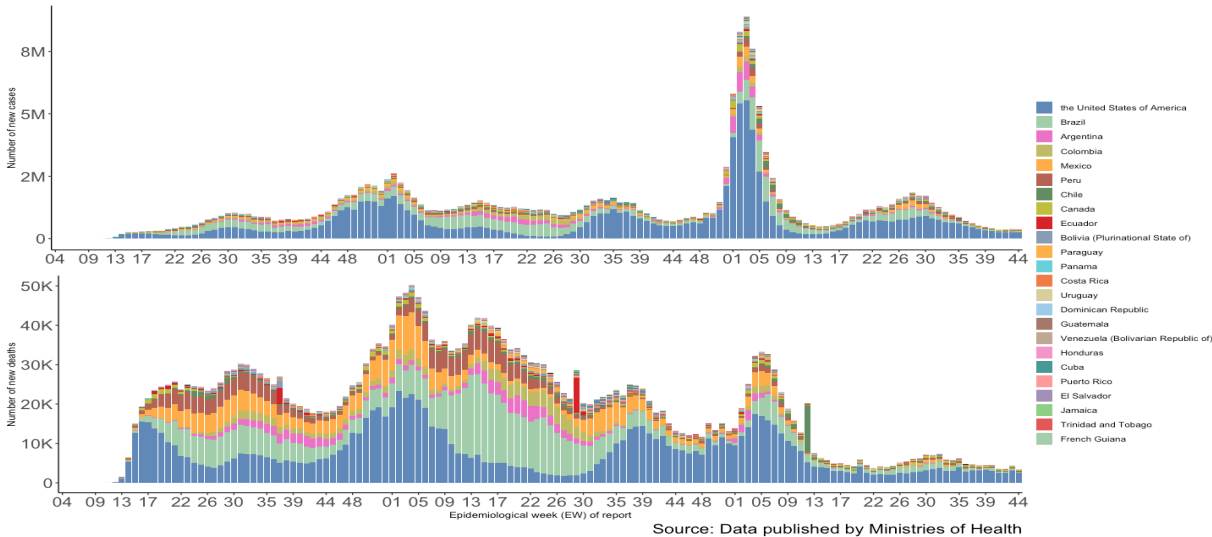 8M
5M
2M
0
Number of new cases
04 09 13 17 22 26 30 35 39 44 48 01 05 09 13 17 22 26 30 35 39 44 48 01 05 09 13 17 22 26 30 35 39 44
50K
40K
30K
20K
10K
0
Number of new deaths
04 09 13 17 22 26 30 35 39 44 48 01 05 09 13 17 22 26 30 35 39 44 48 01 05 09 13 17 22 26 30 35 39 44
Epidemiological week (EW) of report
the United States of America
Brazil
Argentina
Colombia
Mexico
Peru
Chile
Canada
Ecuador
Bolivia (Plurinational State of)
Paraguay
Panama
Costa Rica
Uruguay
Dominican Republic
Guatemala
Venezuela (Bolivarian Republic of)
Honduras
Cuba
Puerto Rico
El Salvador
Jamaica
Trinidad and Tobago
French Guiana
Source: Data published by Ministries of Health